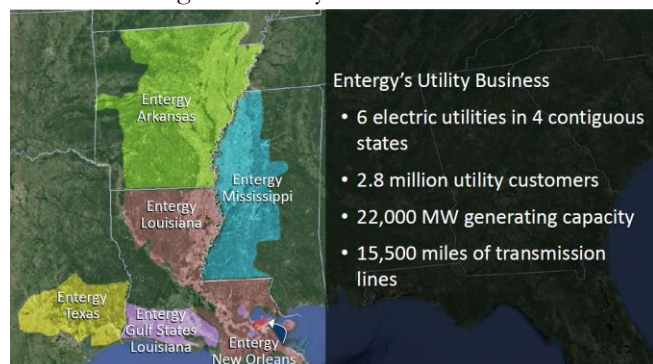 Entergy
Arkansas
Entergy
Mississippi
Entergy
Louisiana
Entergy
Texas
Entergy
Gulf States
Louisiana
Entergy
New Orleans
Entergy's Utility Business
• 6 electric utilities in 4 contiguous
states
• 2.8 million utility customers
• 22,000 MW generating capacity
• 15,500 miles of transmission
lines